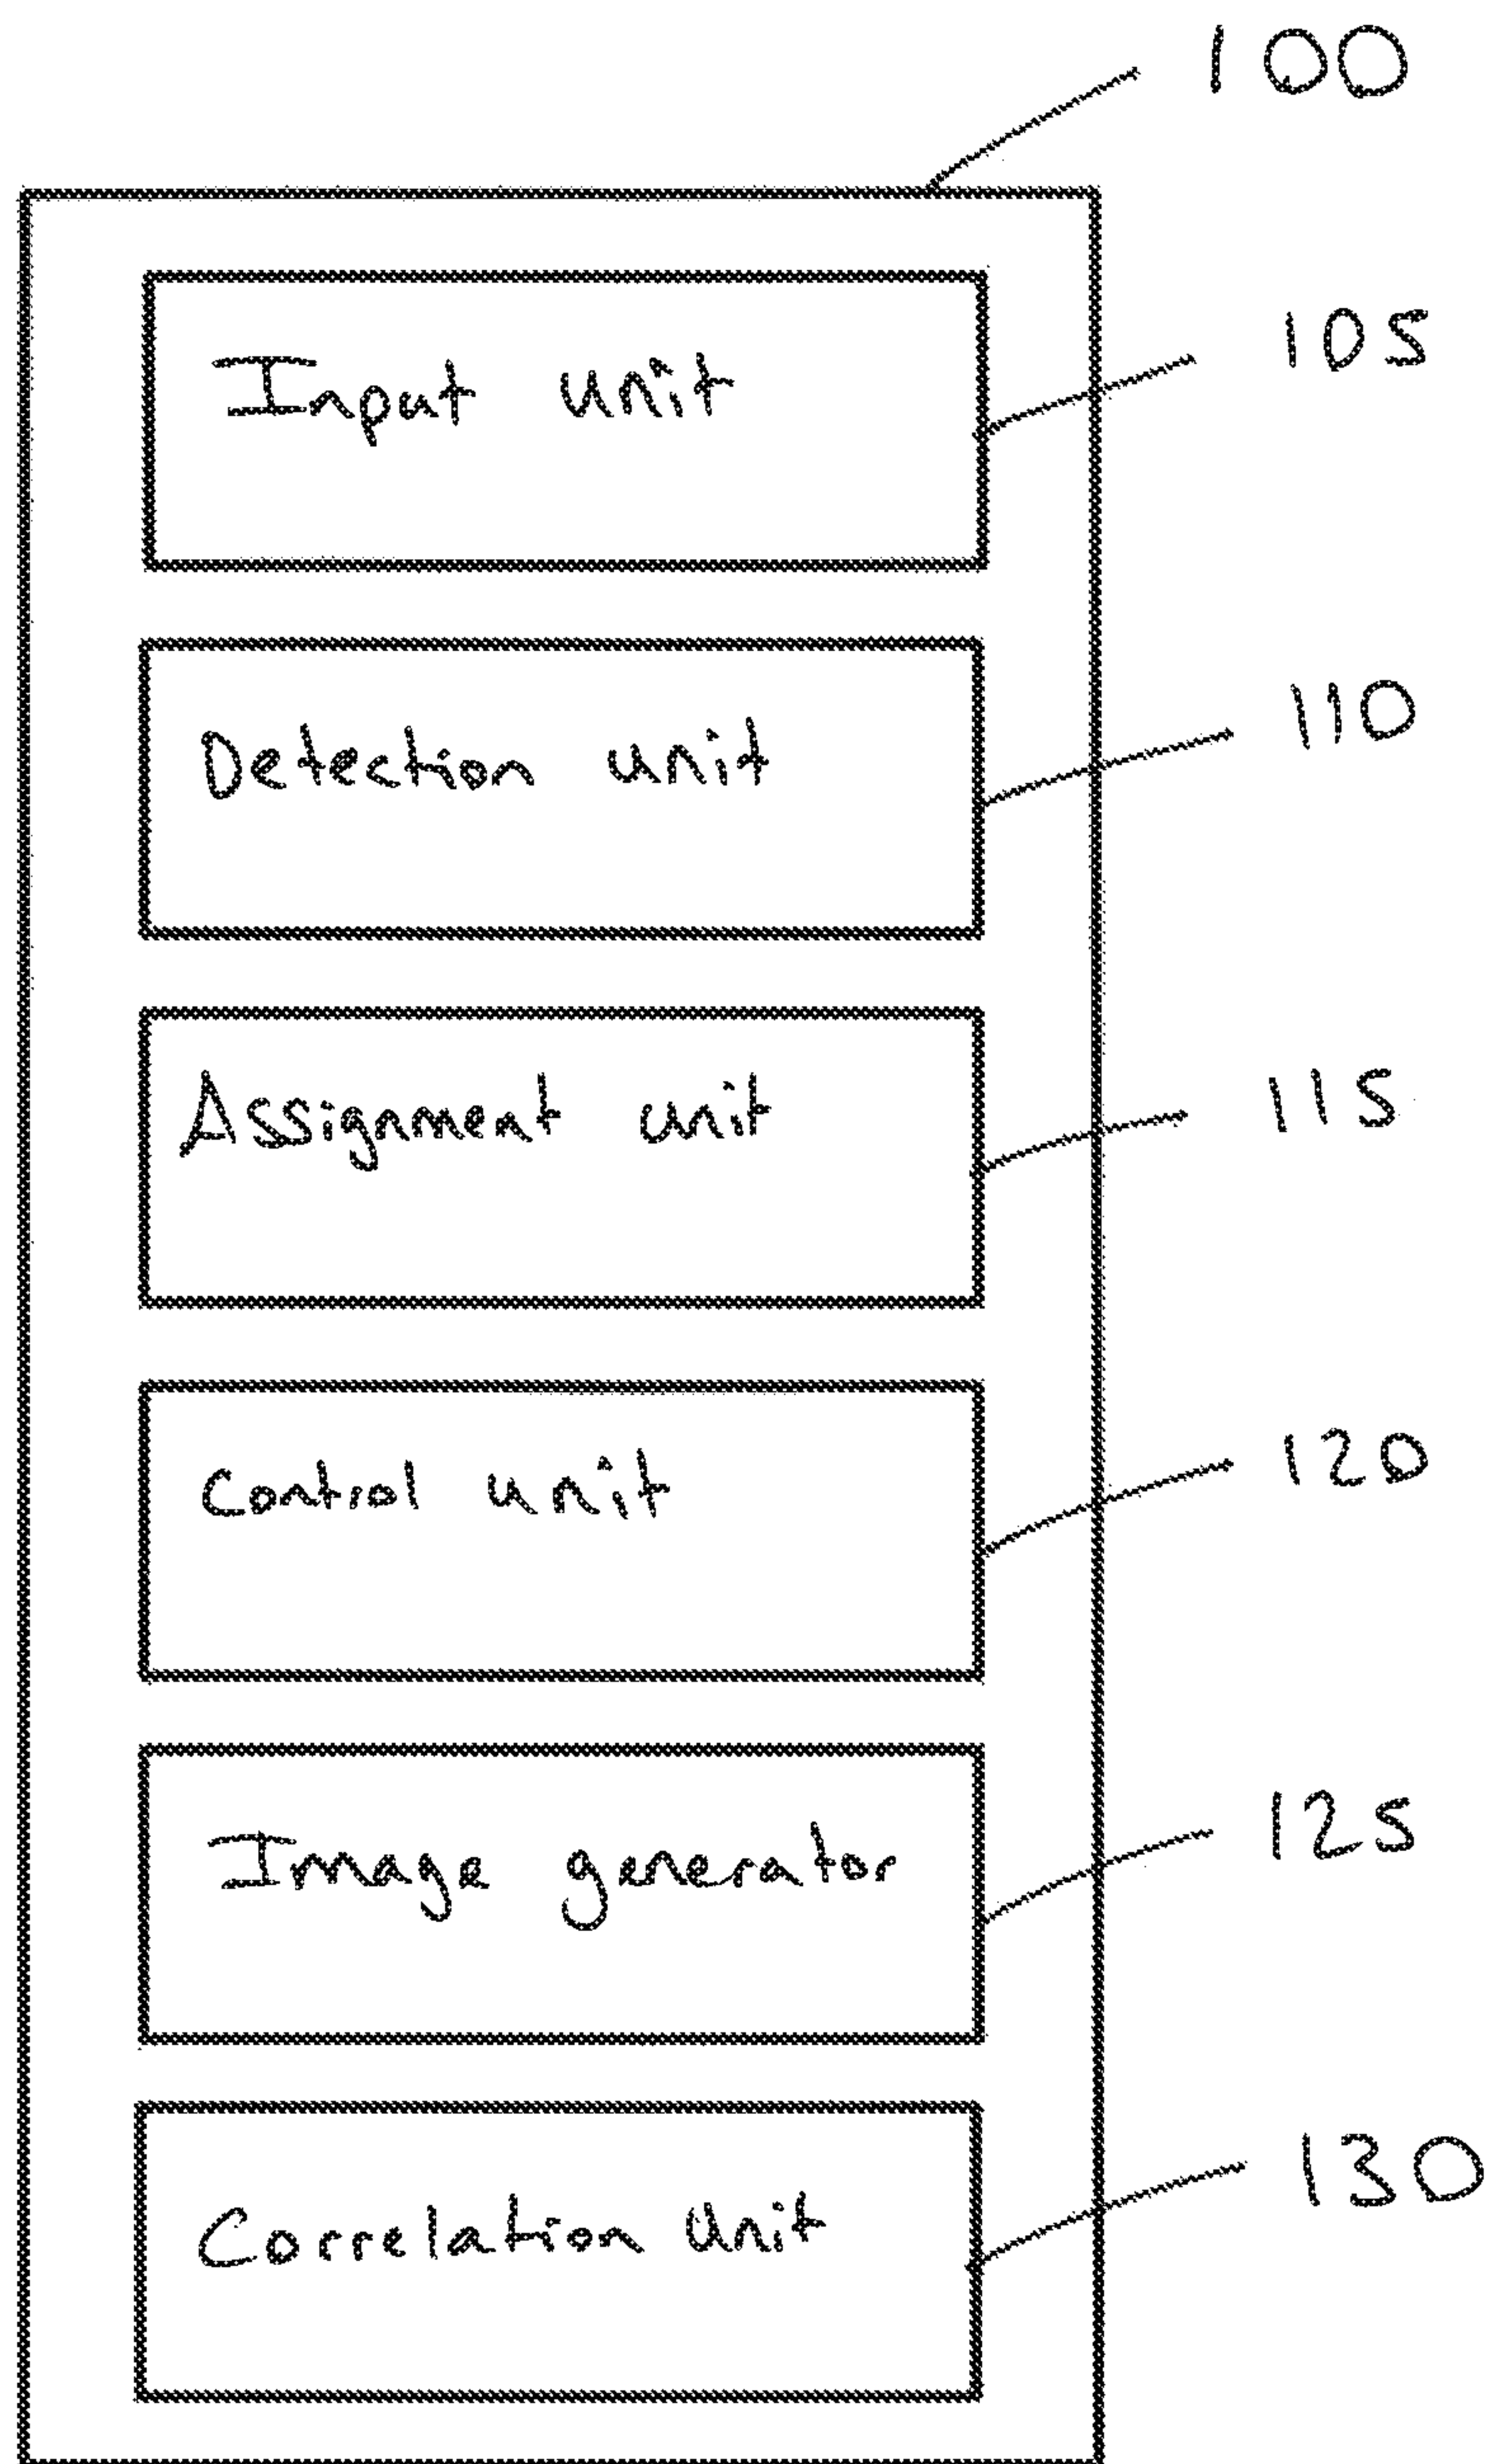 100
Input unit
105
Detection unit
110
Assignment unit
115
Control unit
120
Image generator
125
Correlation unit
130